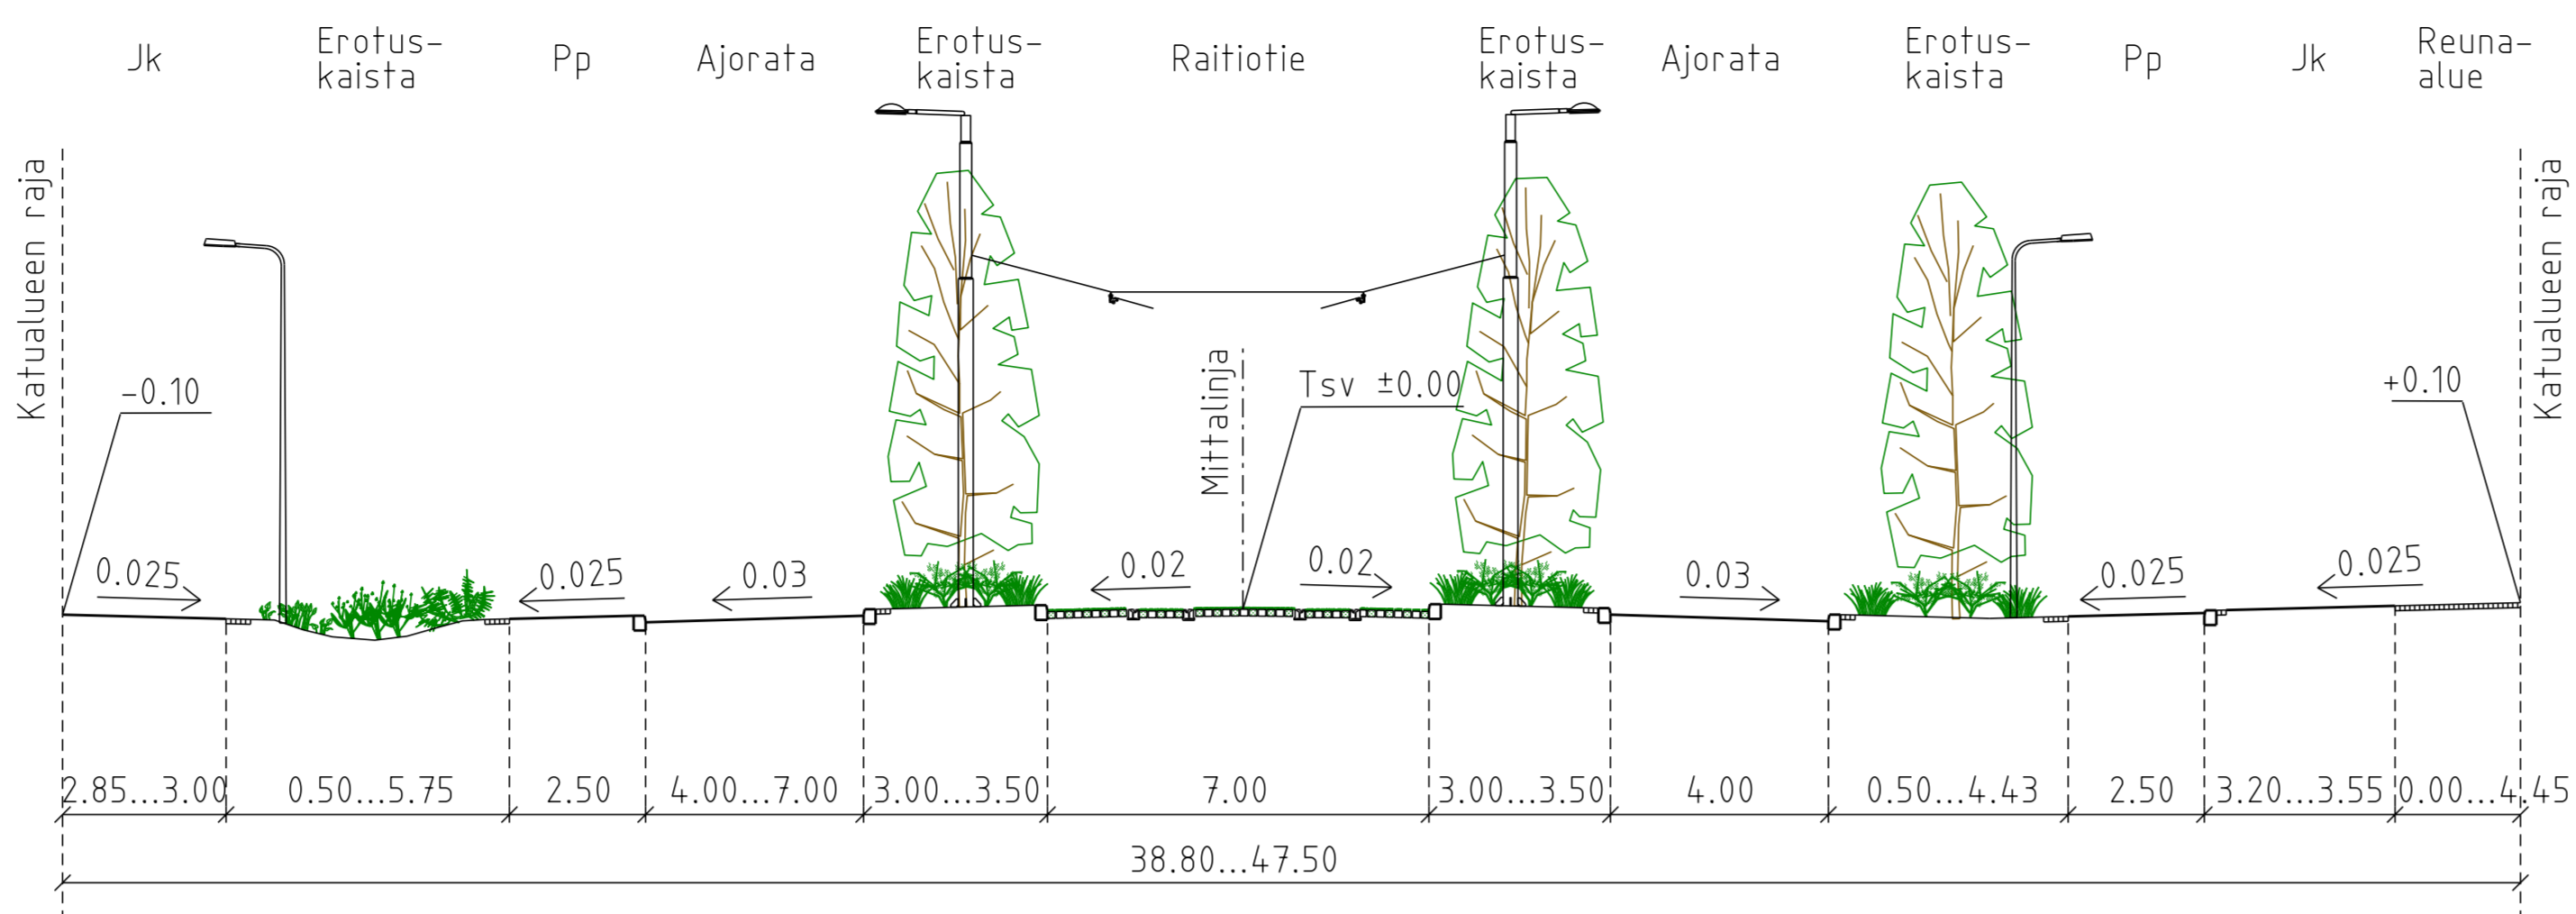 Jk
Erotus-
kaista
Pp
Ajorata
Erotus-
kaista
Raitiotie
Erotus-
kaista
Ajorata
Erotus-
kaista
Pp
Jk
Reuna-
alue
Katualueen raja
Katualueen raja
-0.10
Mittalinja
Tsv ±0.00
+0.10
0.025
0.025
0.03
0.02
0.02
0.03
0.025
0.025
2.85...3.00
0.50...5.75
2.50
4.00...7.00
3.00...3.50
7.00
3.00...3.50
4.00
0.50...4.43
2.50
3.20...3.55
0.00...4.45
38.80...47.50